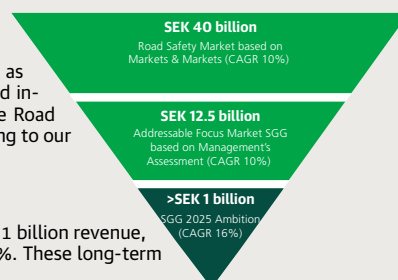 SEK 40 billion
Road Safety Market based on
Markets & Markets (CAGR 10%)
as
d in-
e Road
ng to our
SEK 12.5 billion
Addressable Focus Market SGG
based on Management's
Assessment (CAGR 10%)
>SEK 1 billion
SGG 2025 Ambition
(CAGR 16%)
1 billion revenue,
%. These long-term